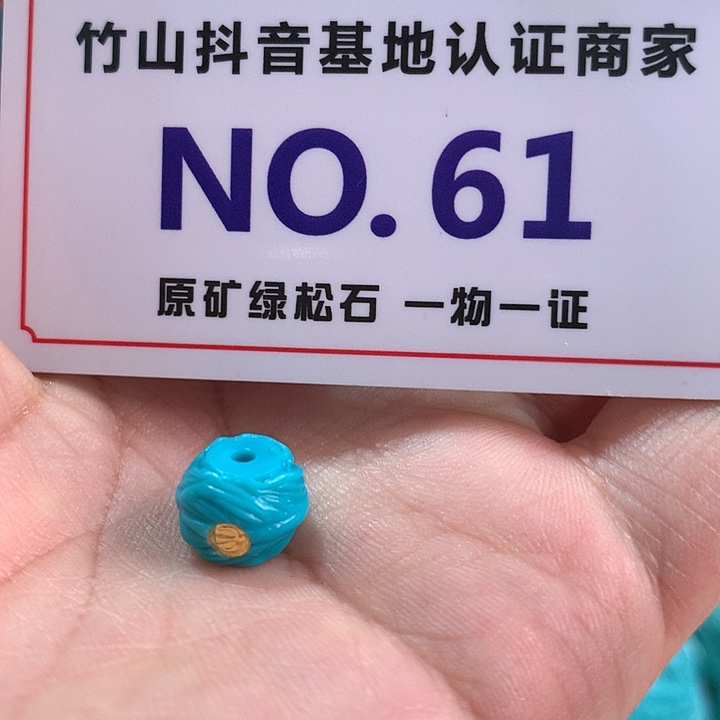 竹山抖音基地认证商家
NO. 61
原矿绿松石 一物一证